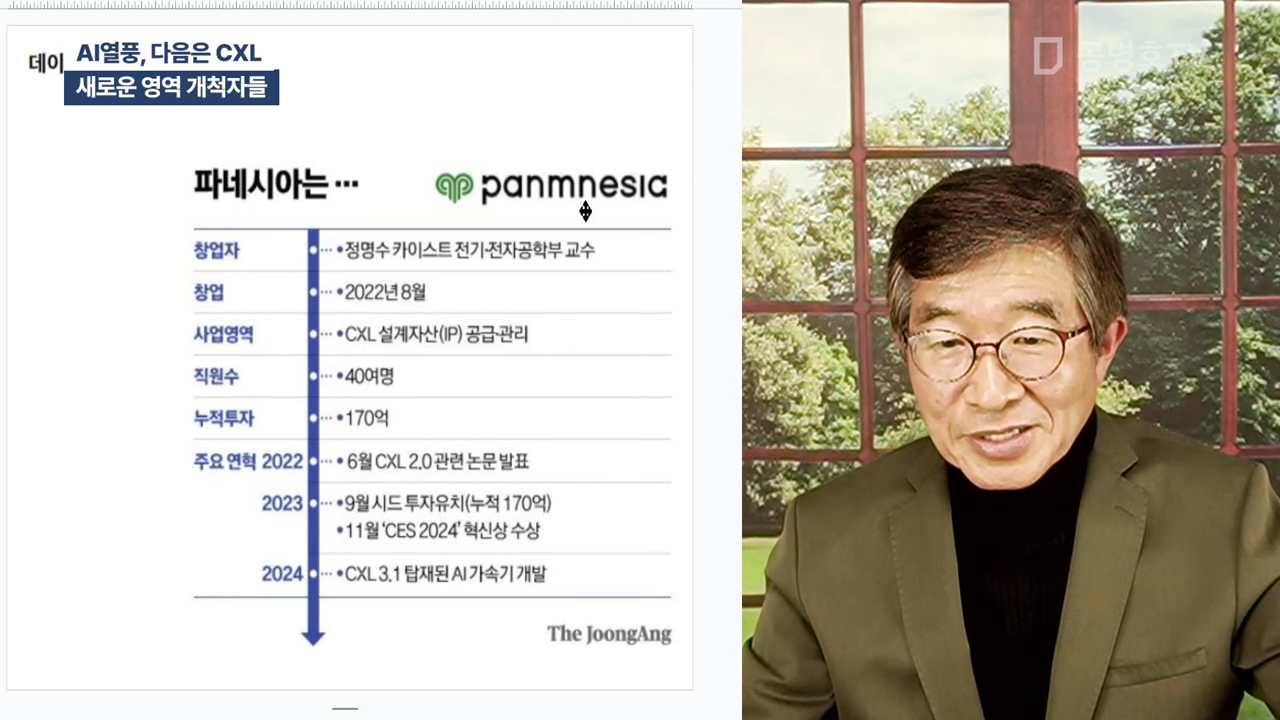 데이
AI열풍, 다음은 CXL
새로운 영역 개척자들
파네시아는 ···
panmnesia
창업자 ··· •정명수 카이스트 전기·전자공학부 교수
창업 ··· •2022년 8월
사업영역 ··· •CXL 설계자산(IP) 공급·관리
직원수 ··· •40여명
누적투자 ··· •170억
주요 연혁 2022 ··· •6월 CXL 2.0 관련 논문 발표
2023 ··· •9월 시드 투자유치(누적 170억)
•11월 ‘CES 2024’ 혁신상 수상
2024 ··· •CXL 3.1 탑재된 AI 가속기 개발
The JoongAng